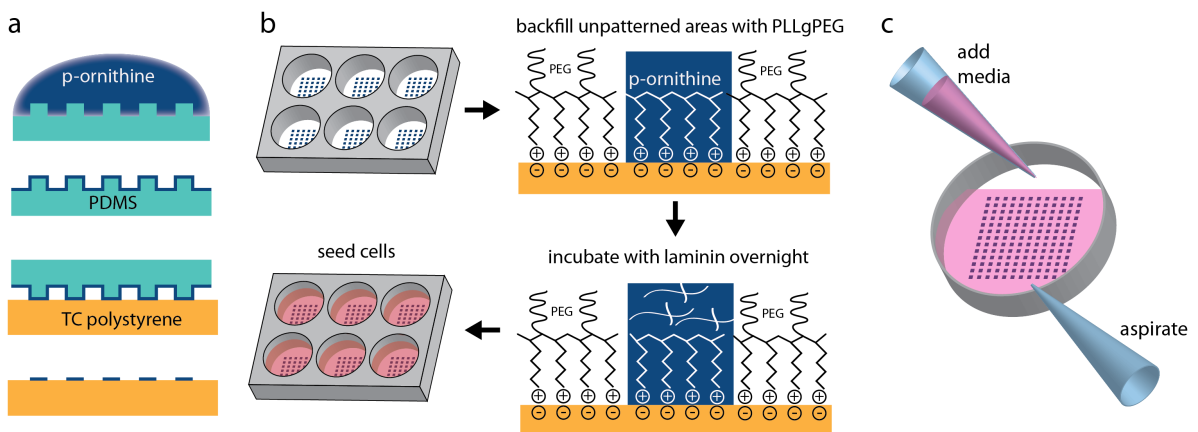 a
p-ornithine
PDMS
TC polystyrene
b
backfill unpatterned areas with PLLgPEG
PEG
p-ornithine
PEG
+ + + + + + + +
- - - - - - - - - - - -
incubate with laminin overnight
PEG
PEG
+ + + + + + + +
- - - - - - - - - - - -
seed cells
c
add
media
aspirate